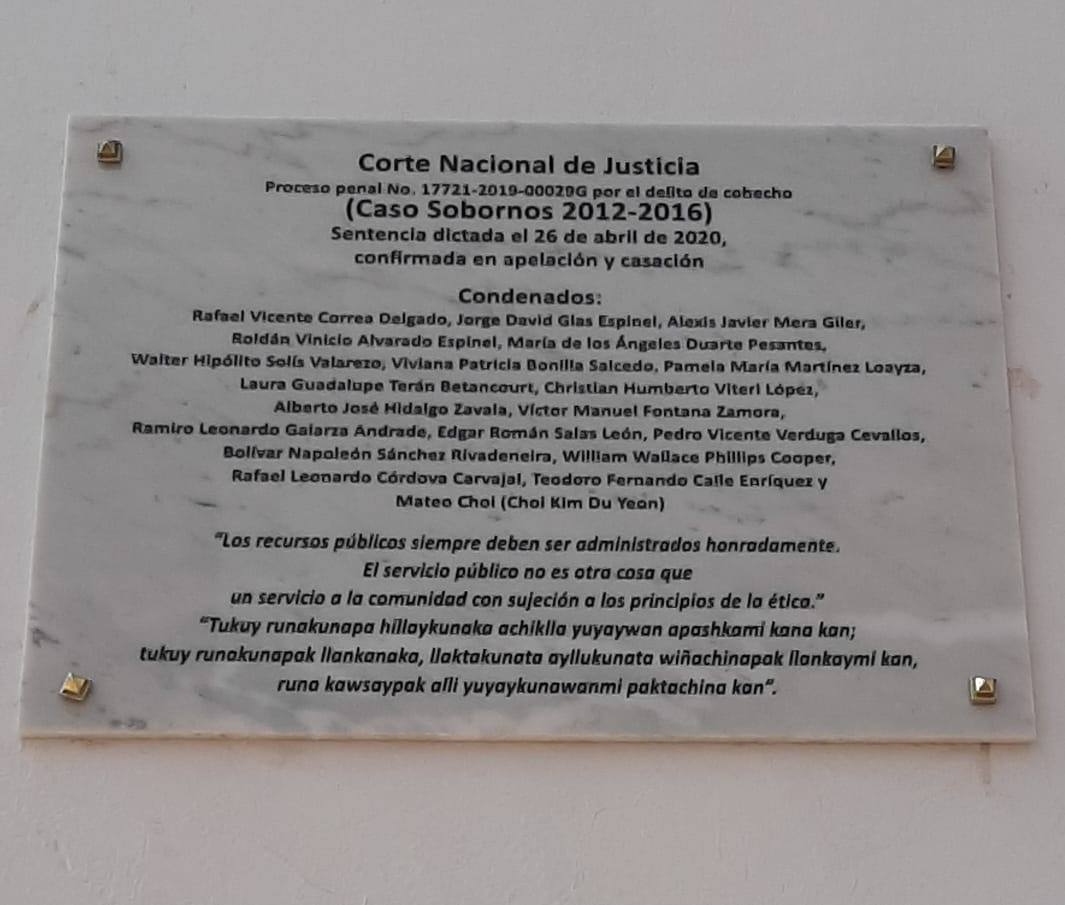 Corte Nacional de Justicia
Proceso penal No. 17721-2019-00029G por el delito de cohecho
(Caso Sobornos 2012-2016)
Sentencia dictada el 26 de abril de 2020,
confirmada en apelación y casación
Condenados:
Rafael Vicente Correa Delgado, Jorge David Glas Espinel, Alexis Javier Mera Giler,
Roldán Vinicio Alvarado Espinel, María de los Ángeles Duarte Pesantes,
Walter Hipólito Solís Valarezo, Viviana Patricia Bonilla Salcedo, Pamela María Martínez Loayza,
Laura Guadalupe Terán Betancourt, Christian Humberto Viteri López,
Alberto José Hidalgo Zavala, Víctor Manuel Fontana Zamora,
Ramiro Leonardo Galarza Andrade, Edgar Román Salas León, Pedro Vicente Verduga Cevallos,
Bolívar Napoleón Sánchez Rivadeneira, William Wallace Phillips Cooper,
Rafael Leonardo Córdova Carvajal, Teodoro Fernando Calle Enríquez y
Mateo Choi (Choi Kim Du Yeon)
"Los recursos públicos siempre deben ser administrados honradamente.
El servicio público no es otra cosa que
un servicio a la comunidad con sujeción a los principios de la ética."
"Tukuy runakunapa hillaykunaka achiklla yuyaywan apashkami kana kan;
tukuy runakunapak llankanaka, llaktakunata ayllukunata wiñachinapak llankaymi kan,
runa kawsaypak alli yuyaykunawanmi paktachina kan".